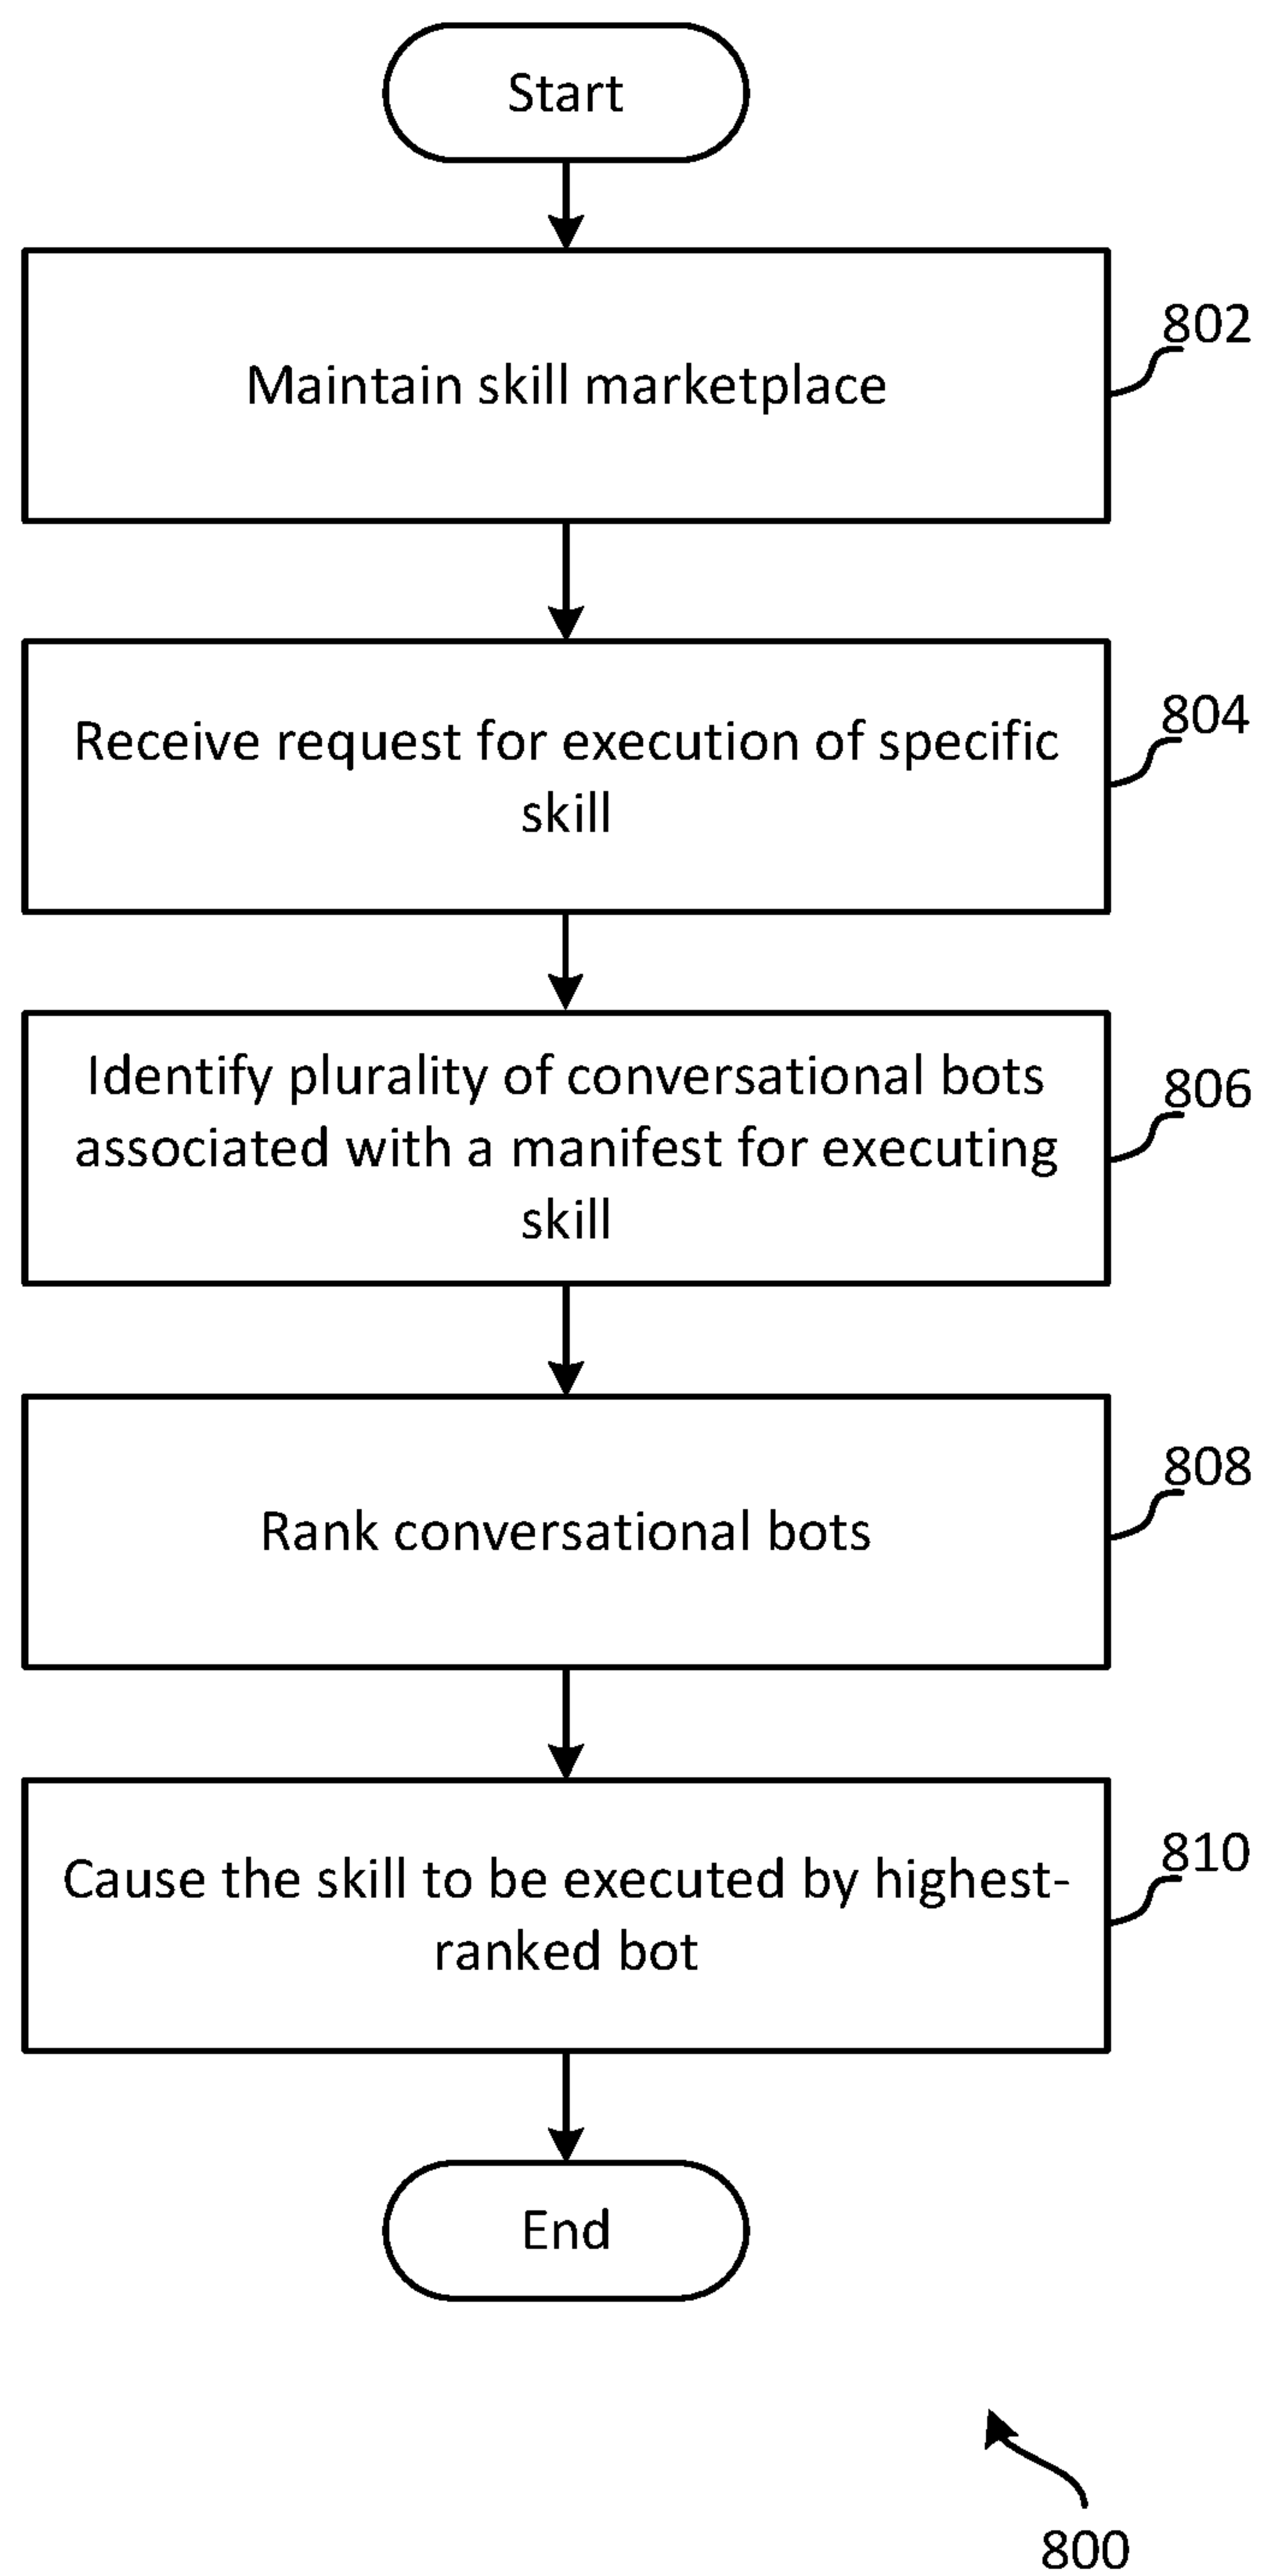 Start
Maintain skill marketplace
802
Receive request for execution of specific
skill
804
Identify plurality of conversational bots
associated with a manifest for executing
skill
806
Rank conversational bots
808
Cause the skill to be executed by highest-
ranked bot
810
End
800